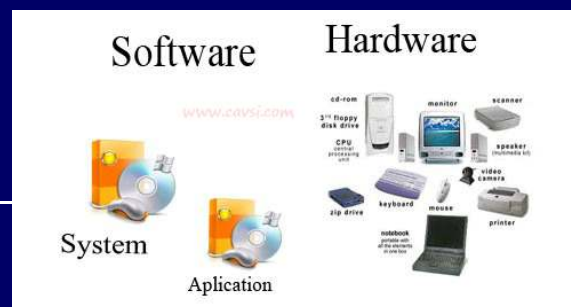 Software
Hardware
www.covsi.com
System
Aplication
cd-rom
3½ floppy
disk drive
CPU
central
processing
unit
monitor
scanner
speaker
(multimedia kit)
video
camera
zip drive
keyboard
mouse
printer
notebook
portable with
all the elements
in one box